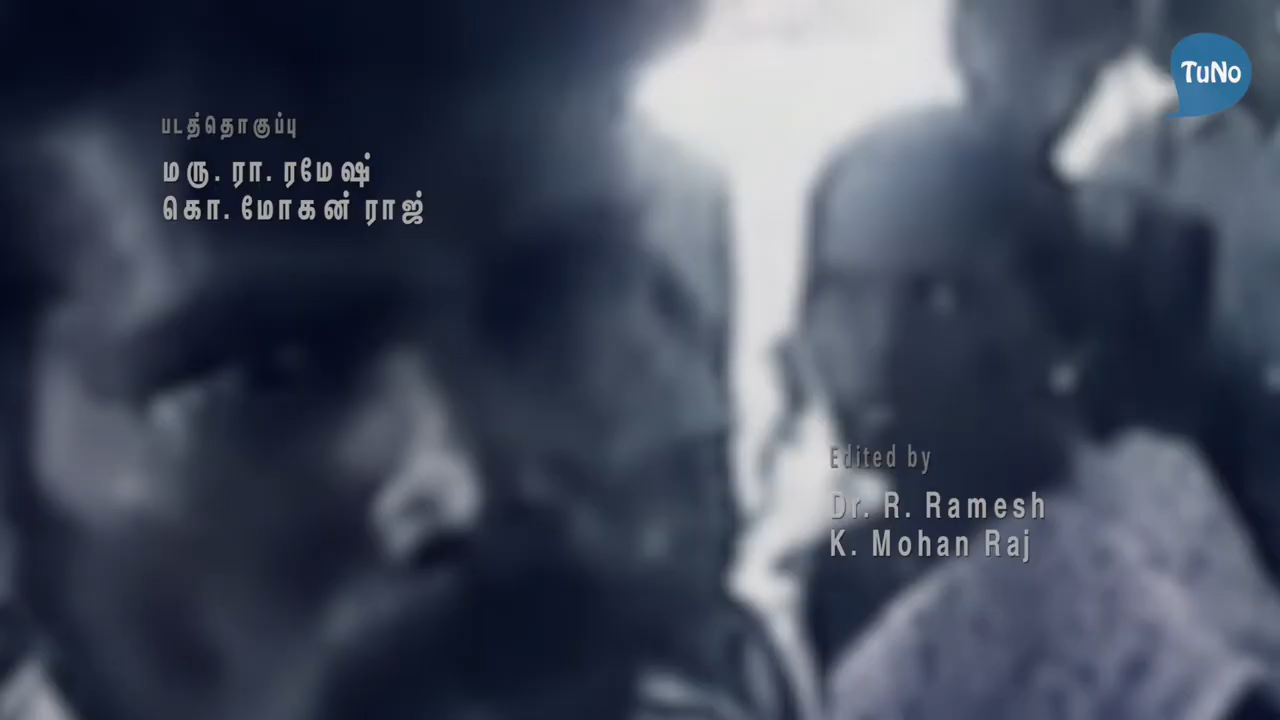 TuNo
படத்தொகுப்பு
மரு. ரா. ரமேஷ்
கொ. மோகன் ராஜ்
Edited by
Dr. R. Ramesh
K. Mohan Raj